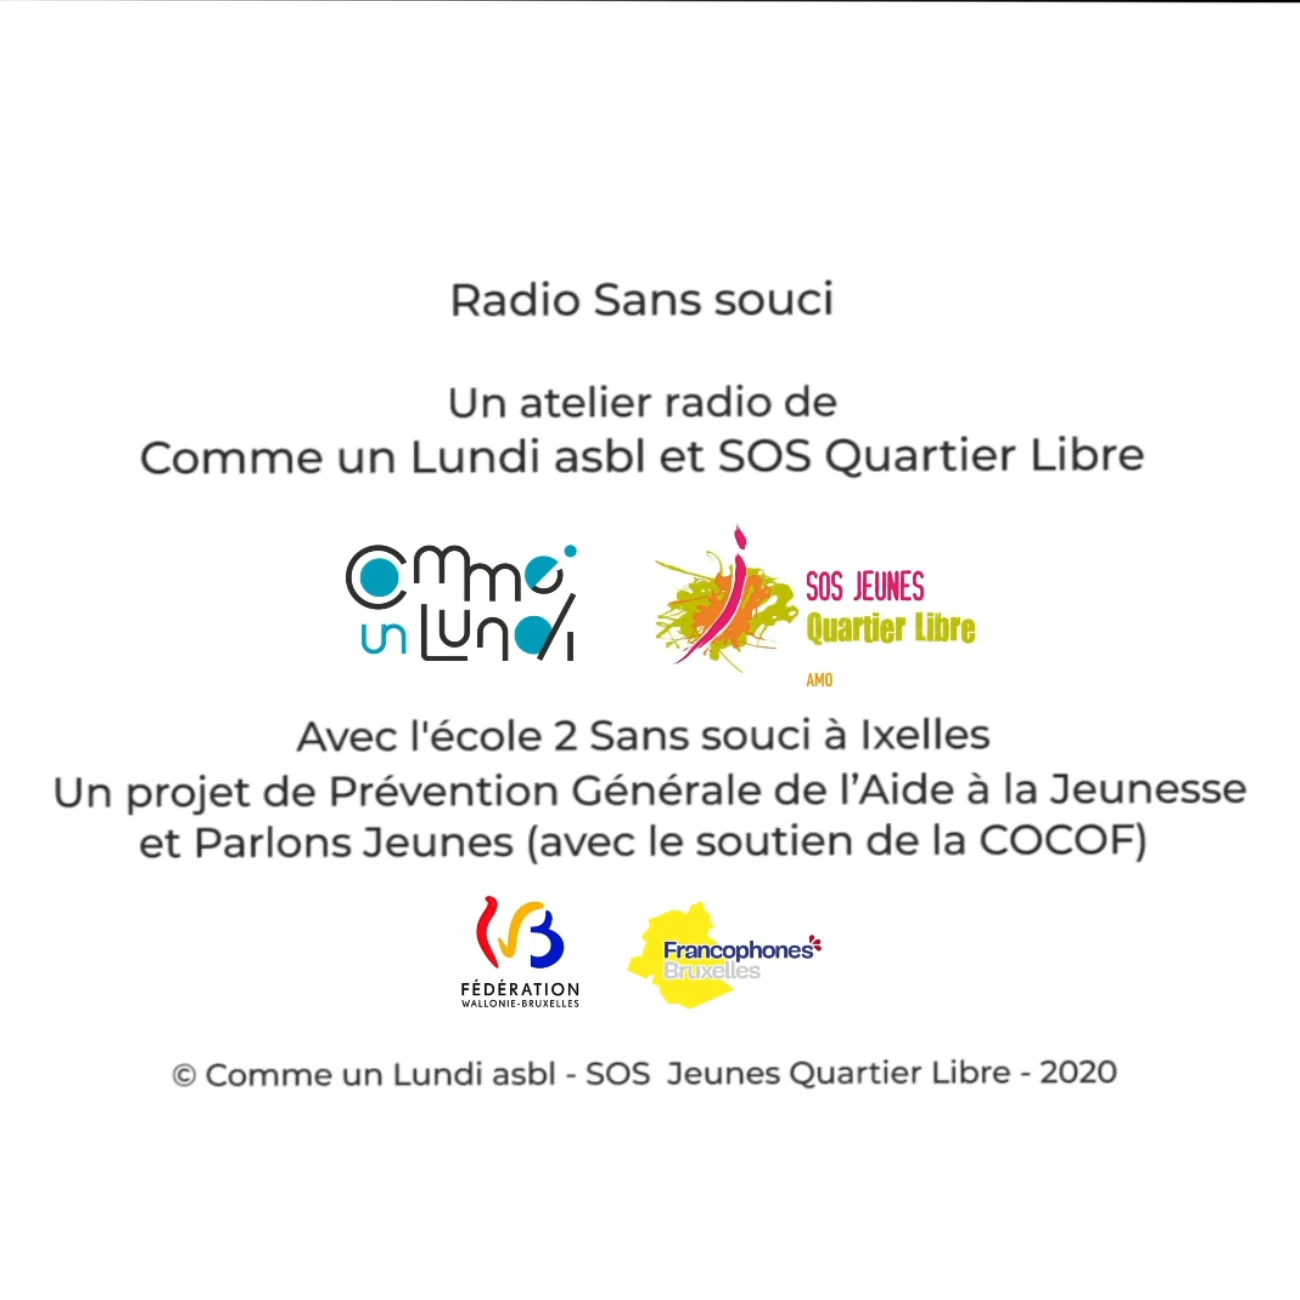 Radio Sans souci
Un atelier radio de
Comme un Lundi asbl et SOS Quartier Libre
Comme
un Lundi
SOS JEUNES
Quartier Libre
AMO
Avec l'école 2 Sans souci à Ixelles
Un projet de Prévention Générale de l’Aide à la Jeunesse
et Parlons Jeunes (avec le soutien de la COCOF)
FÉDÉRATION
WALLONIE-BRUXELLES
Francophones
Bruxelles
© Comme un Lundi asbl - SOS  Jeunes Quartier Libre - 2020